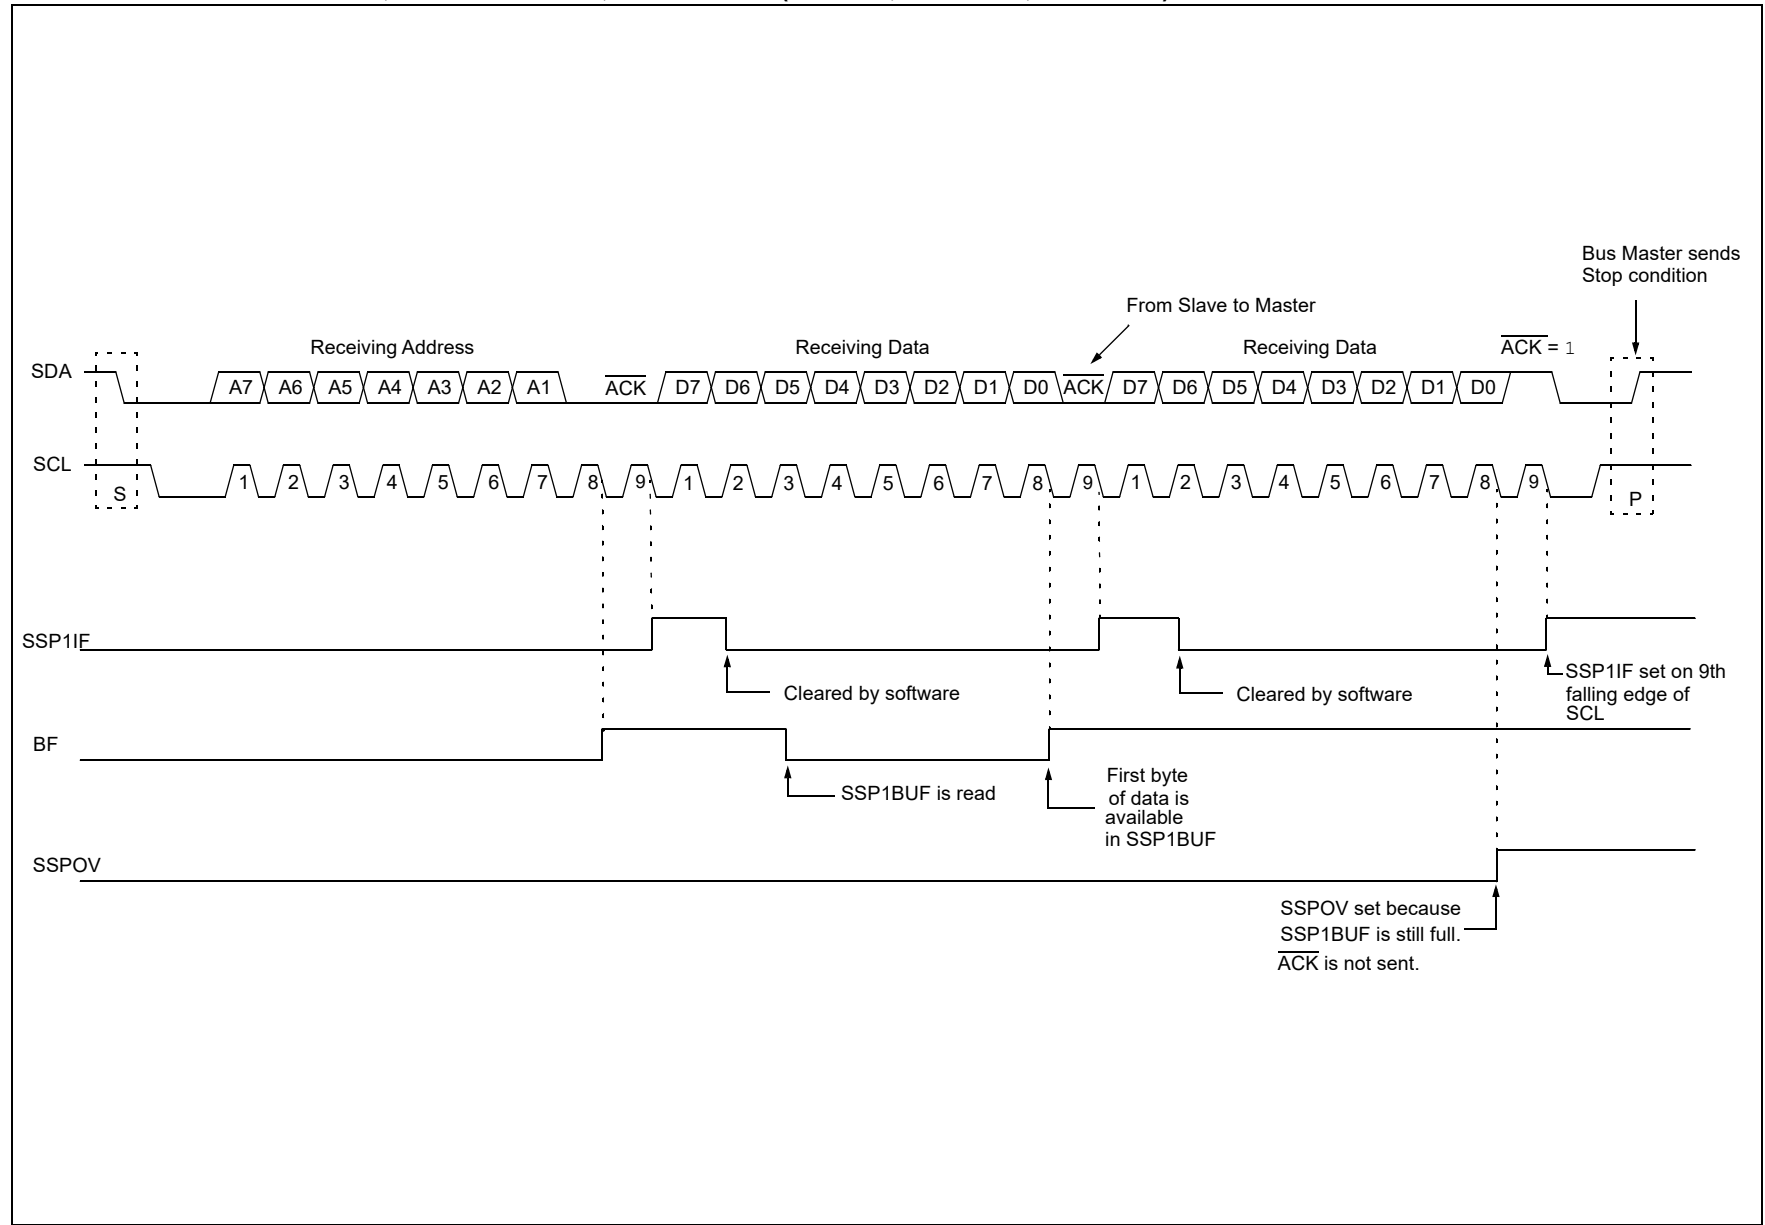 Bus Master sends
Stop condition
From Slave to Master
Receiving Address
Receiving Data
Receiving Data
ACK = 1
SDA
A7 A6 A5 A4 A3 A2 A1 ACK D7 D6 D5 D4 D3 D2 D1 D0 ACK D7 D6 D5 D4 D3 D2 D1 D0
SCL
S
1 2 3 4 5 6 7 8 9 1 2 3 4 5 6 7 8 9 1 2 3 4 5 6 7 8 9
P
SSP1IF
Cleared by software
Cleared by software
SSP1IF set on 9th
falling edge of
SCL
BF
SSP1BUF is read
First byte
of data is
available
in SSP1BUF
SSPOV
SSPOV set because
SSP1BUF is still full.
ACK is not sent.